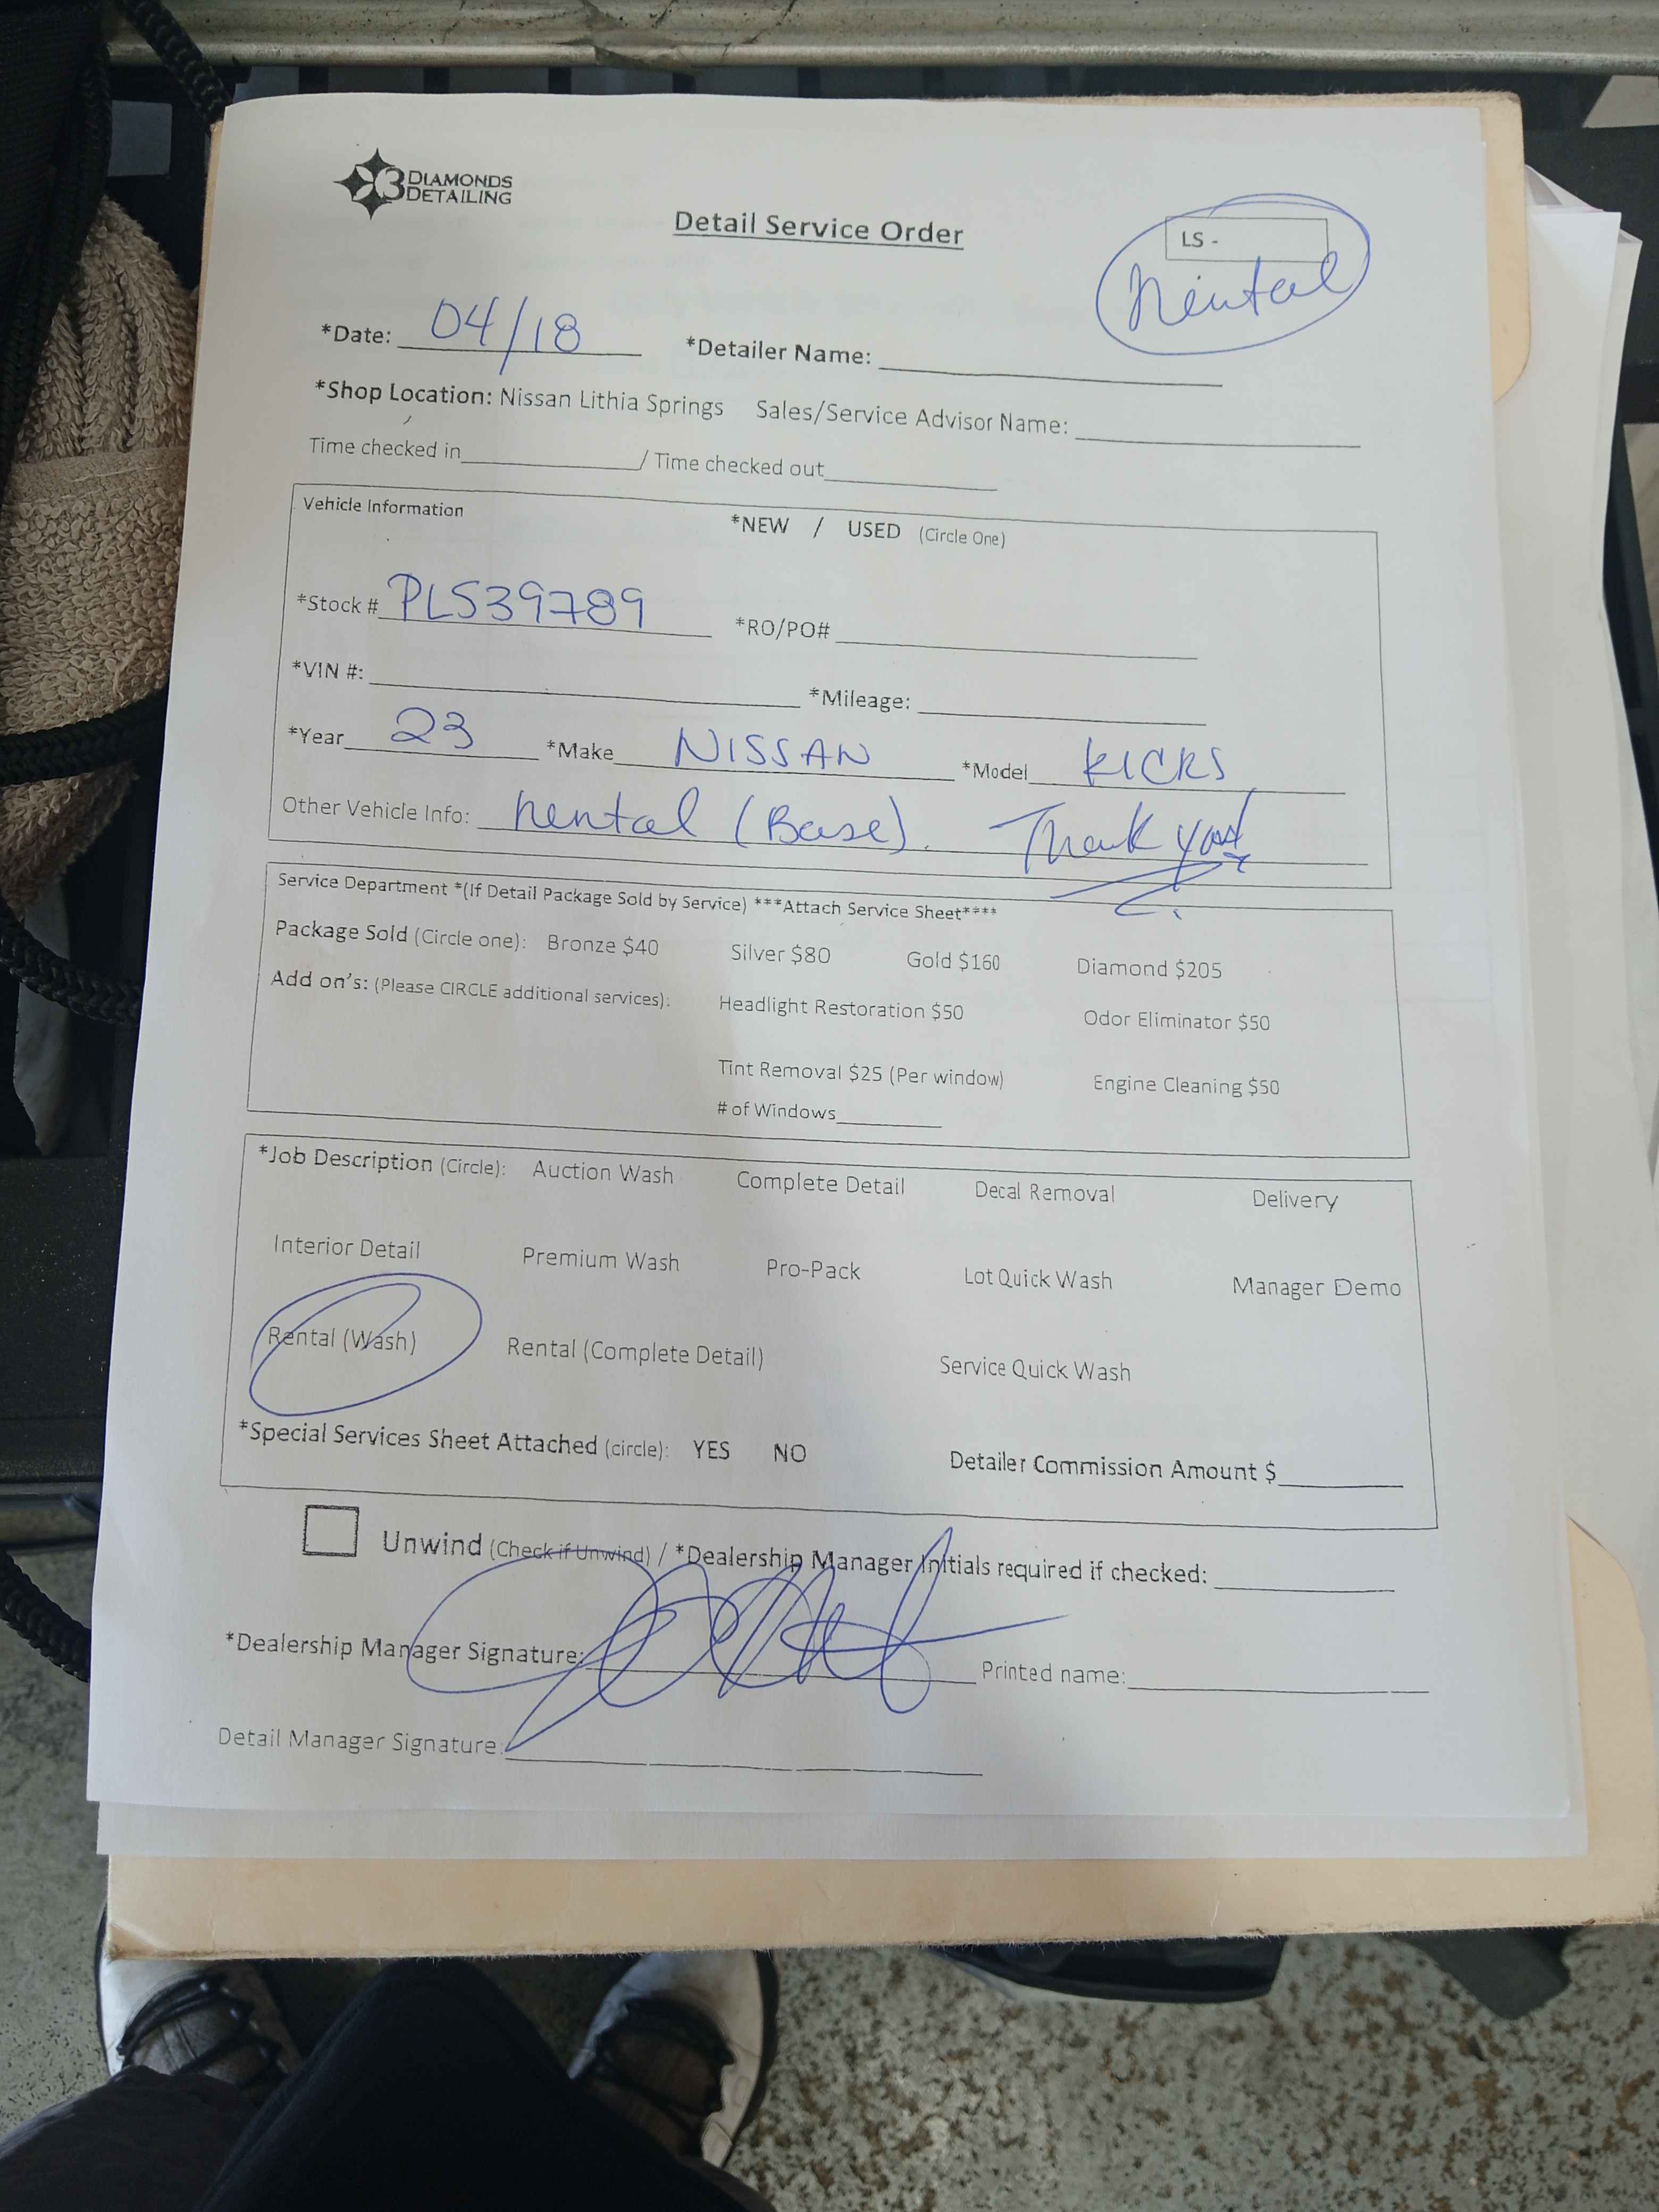 3 DIAMONDS
DETAILING
Detail Service Order
LS -
Rental
*Date: 04/18 *Detailer Name:
*Shop Location: Nissan Lithia Springs Sales/Service Advisor Name:
Time checked in / Time checked out
Vehicle Information *NEW / USED (Circle One)
*Stock # PLS39789 *RO/PO#
*VIN #: *Mileage:
*Year 23 *Make NISSAN *Model KICKS
Other Vehicle Info: Rental (Base). Thank you!
Service Department *(If Detail Package Sold by Service) ***Attach Service Sheet****
Package Sold (Circle one): Bronze $40 Silver $80 Gold $160 Diamond $205
Add on's: (Please CIRCLE additional services): Headlight Restoration $50 Odor Eliminator $50
Tint Removal $25 (Per window) Engine Cleaning $50
# of Windows
*Job Description (Circle): Auction Wash Complete Detail Decal Removal Delivery
Interior Detail Premium Wash Pro-Pack Lot Quick Wash Manager Demo
Rental (Wash) Rental (Complete Detail) Service Quick Wash
*Special Services Sheet Attached (circle): YES NO Detailer Commission Amount $
Unwind (Check if Unwind) / *Dealership Manager Initials required if checked:
*Dealership Manager Signature: Printed name:
Detail Manager Signature: